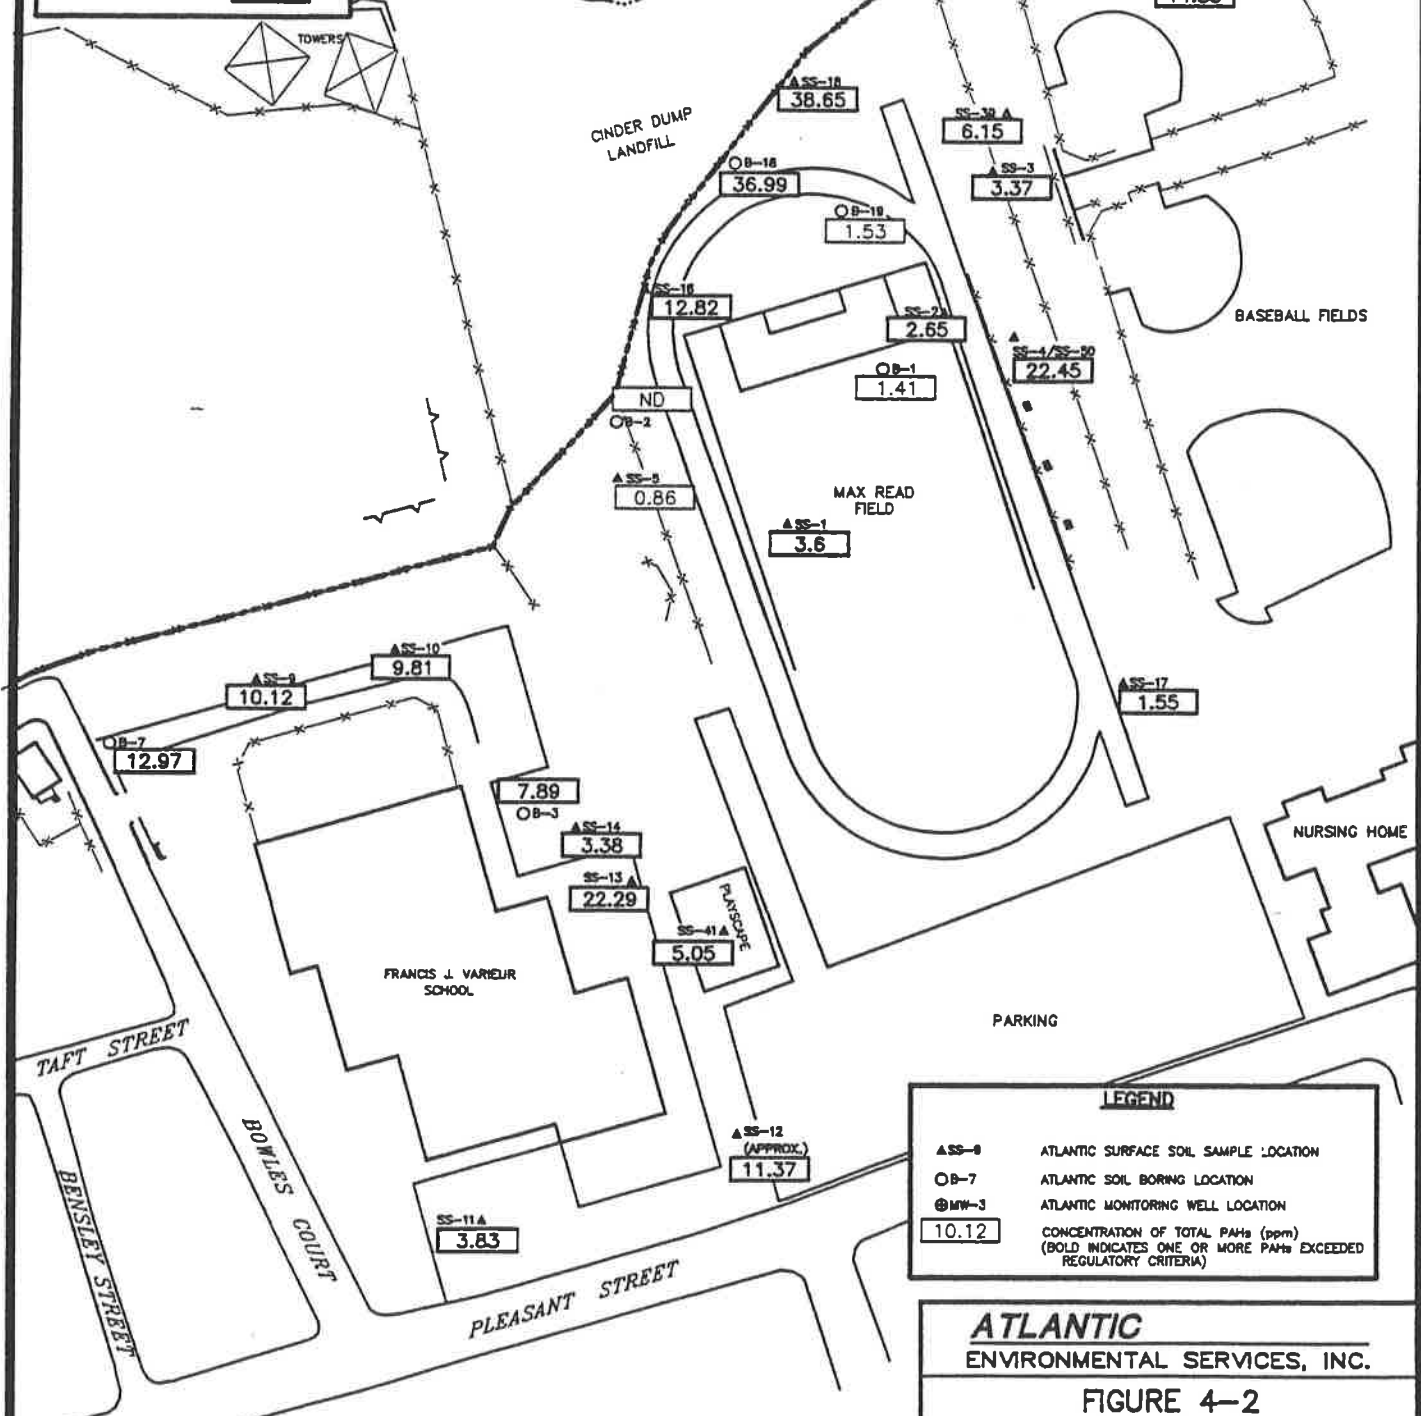 TOWERS
CINDER DUMP
LANDFILL
▲SS-18
38.65
6.15
▲SS-3
3.37
○B-18
36.99
○B-19
1.53
SS-16
12.82
SS-2▲
2.65
BASEBALL FIELDS
▲
SS-4/SS-50
22.45
○B-1
1.41
ND
○B-2
▲SS-5
0.86
MAX READ
FIELD
▲SS-1
3.6
▲SS-10
9.81
▲SS-9
10.12
▲SS-17
1.55
○B-7
12.97
7.89
○B-3
▲SS-14
3.38
SS-13▲
22.29
NURSING HOME
PLAYSCAPE
SS-41▲
5.05
FRANCIS J. VARIEUR
SCHOOL
PARKING
TAFT STREET
BOWLES COURT
BENSLEY STREET
▲SS-12
(APPROX.)
11.37
SS-11▲
3.83
PLEASANT STREET
LEGEND
▲SS-9 ATLANTIC SURFACE SOIL SAMPLE LOCATION
○B-7 ATLANTIC SOIL BORING LOCATION
⊕MW-3 ATLANTIC MONITORING WELL LOCATION
10.12 CONCENTRATION OF TOTAL PAHs (ppm)
(BOLD INDICATES ONE OR MORE PAHs EXCEEDED
REGULATORY CRITERIA)
ATLANTIC
ENVIRONMENTAL SERVICES, INC.
FIGURE 4-2